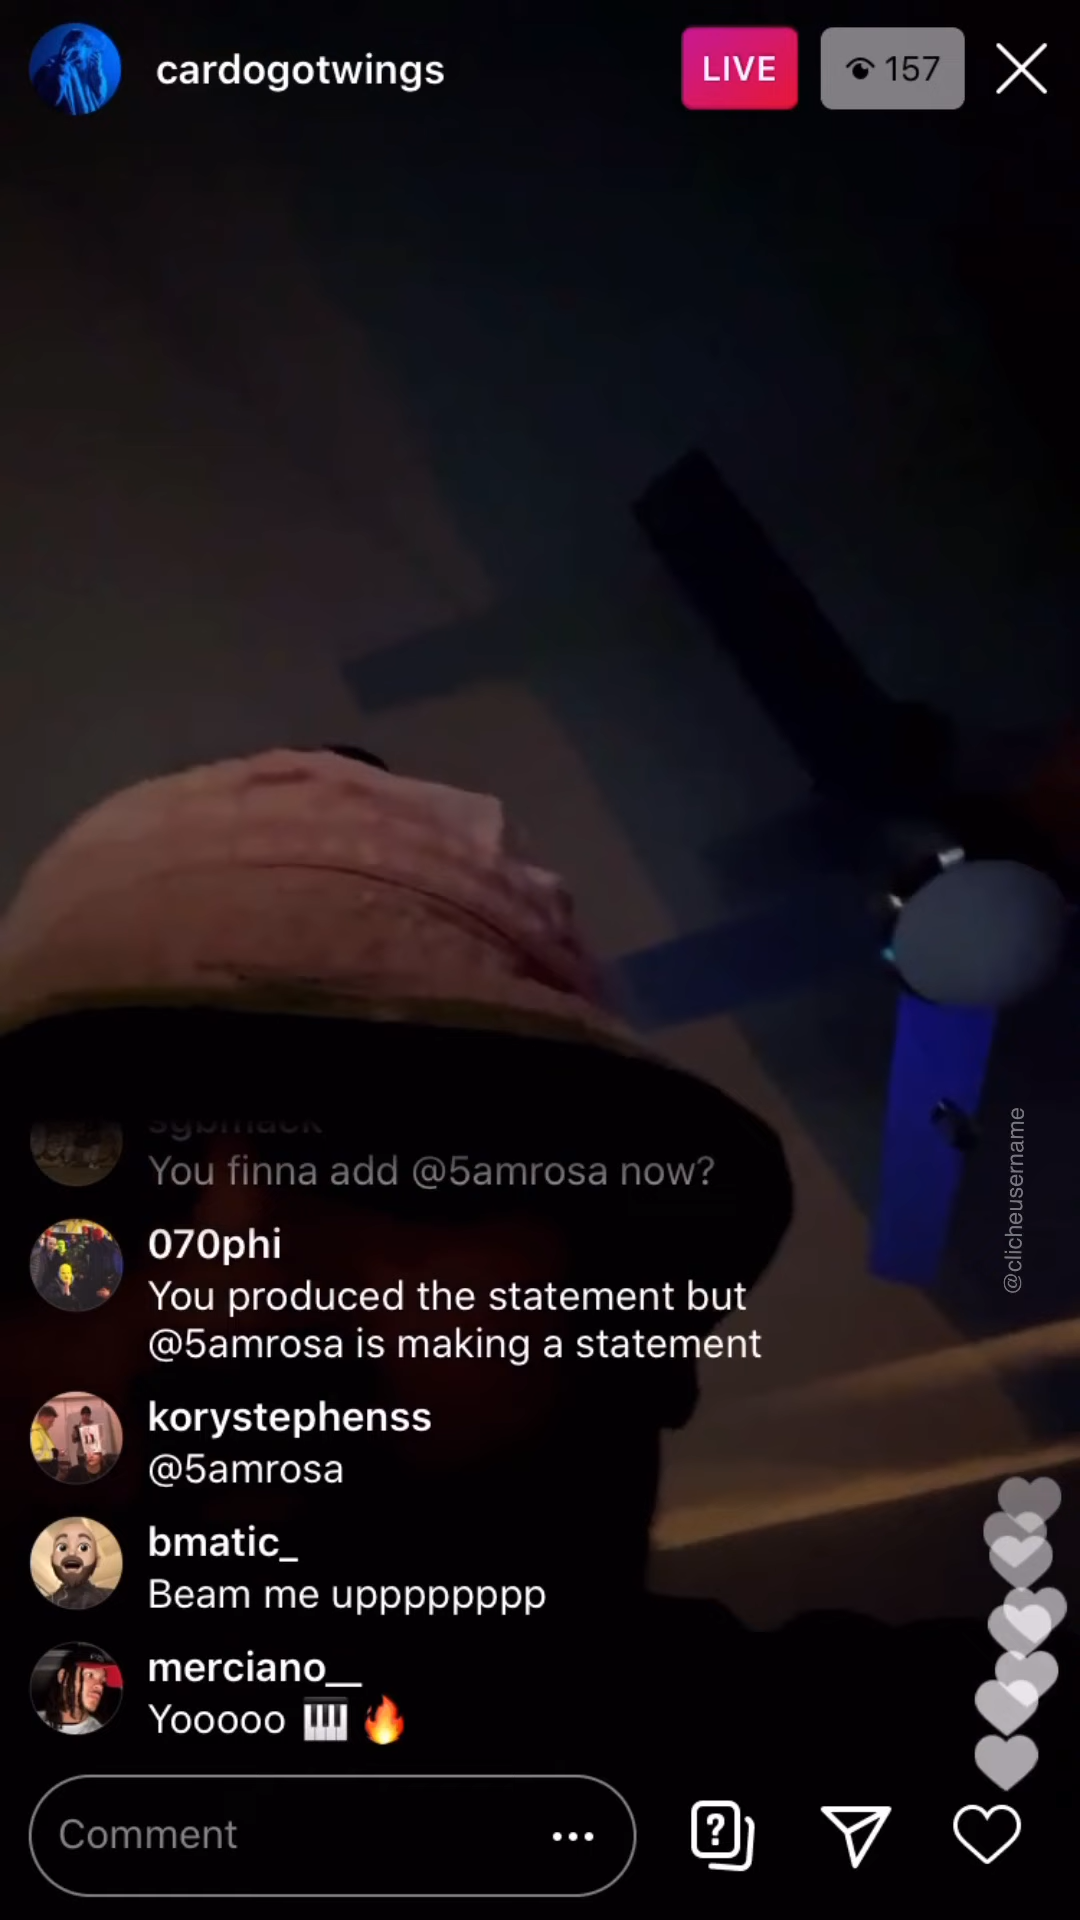 cardogotwings
LIVE
157
sgbmack
You finna add @5amrosa now?
070phi
You produced the statement but
@5amrosa is making a statement
korystephenss
@5amrosa
bmatic_
Beam me upppppppp
merciano__
Yooooo 🎹 🔥
Comment
@clicheusername